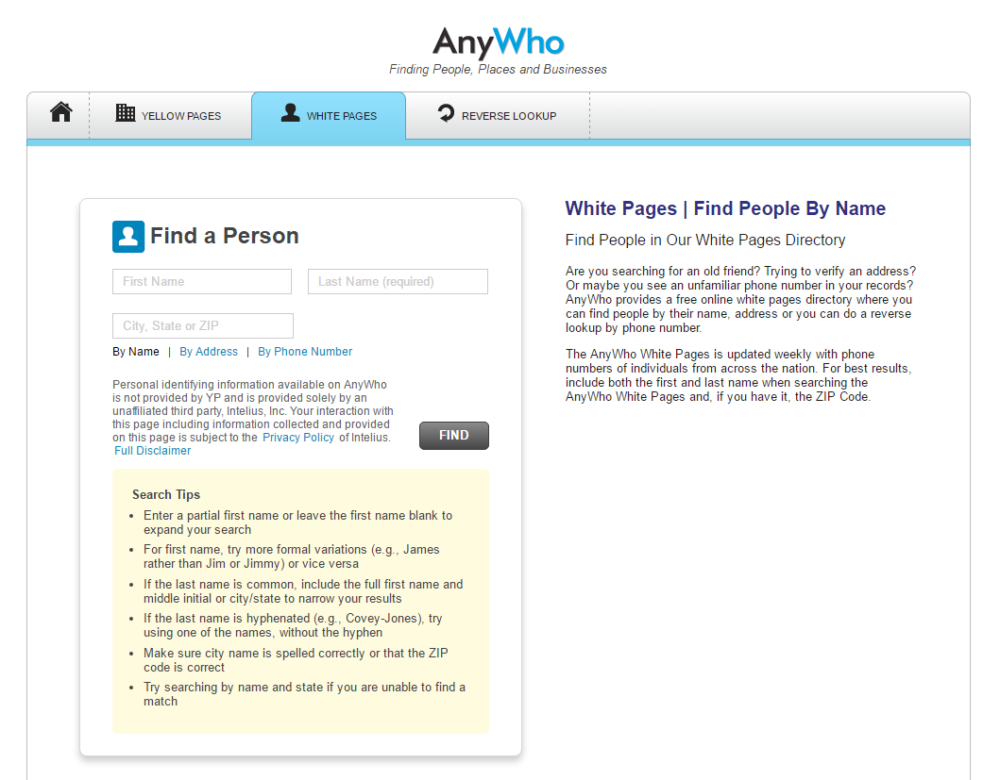 AnyWho
Finding People, Places and Businesses
YELLOW PAGES
WHITE PAGES
REVERSE LOOKUP
Find a Person
First Name
Last Name (required)
City, State or ZIP
By Name | By Address | By Phone Number
Personal identifying information available on AnyWho
is not provided by YP and is provided solely by an
unaffiliated third party, Intelius, Inc. Your interaction with
this page including information collected and provided
on this page is subject to the Privacy Policy of Intelius.
Full Disclaimer
FIND
Search Tips
• Enter a partial first name or leave the first name blank to
expand your search
• For first name, try more formal variations (e.g., James
rather than Jim or Jimmy) or vice versa
• If the last name is common, include the full first name and
middle initial or city/state to narrow your results
• If the last name is hyphenated (e.g., Covey-Jones), try
using one of the names, without the hyphen
• Make sure city name is spelled correctly or that the ZIP
code is correct
• Try searching by name and state if you are unable to find a
match
White Pages | Find People By Name
Find People in Our White Pages Directory
Are you searching for an old friend? Trying to verify an address?
Or maybe you see an unfamiliar phone number in your records?
AnyWho provides a free online white pages directory where you
can find people by their name, address or you can do a reverse
lookup by phone number.
The AnyWho White Pages is updated weekly with phone
numbers of individuals from across the nation. For best results,
include both the first and last name when searching the
AnyWho White Pages and, if you have it, the ZIP Code.